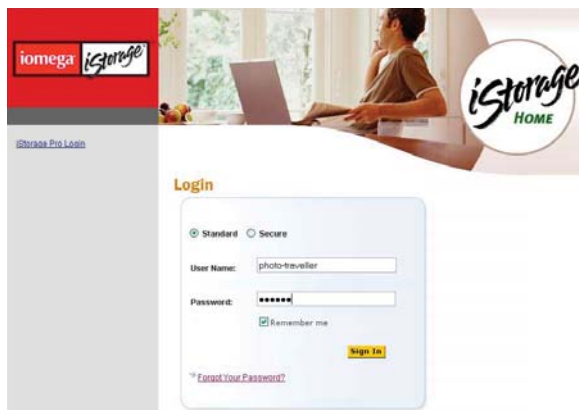 iomega iStorage
iStorage
HOME
iStorage Pro Login
Login
Standard Secure
User Name: photo-traveller
Password: ••••••
Remember me
Sign In
Forgot Your Password?